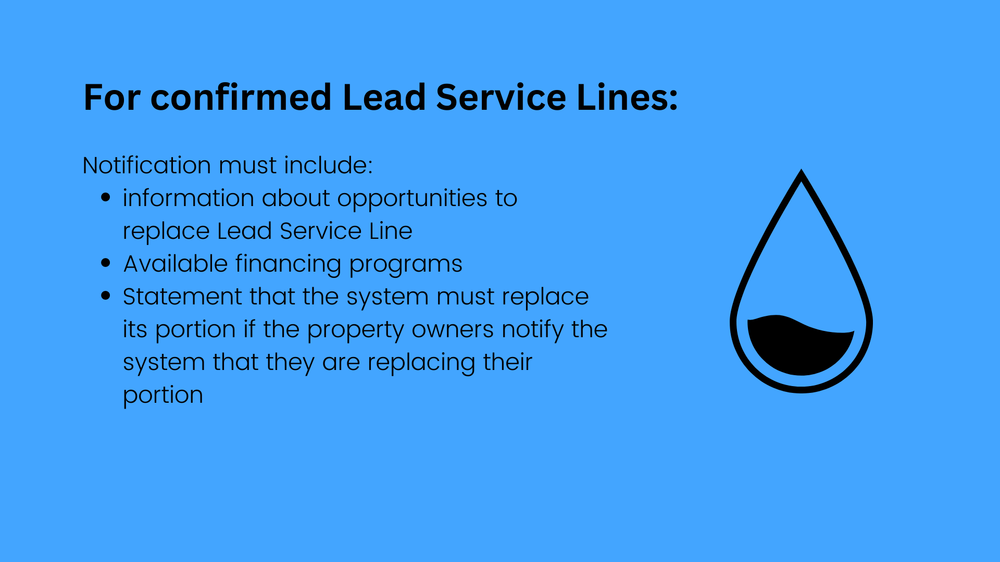 For confirmed Lead Service Lines:
Notification must include:
• information about opportunities to
replace Lead Service Line
• Available financing programs
• Statement that the system must replace
its portion if the property owners notify the
system that they are replacing their
portion